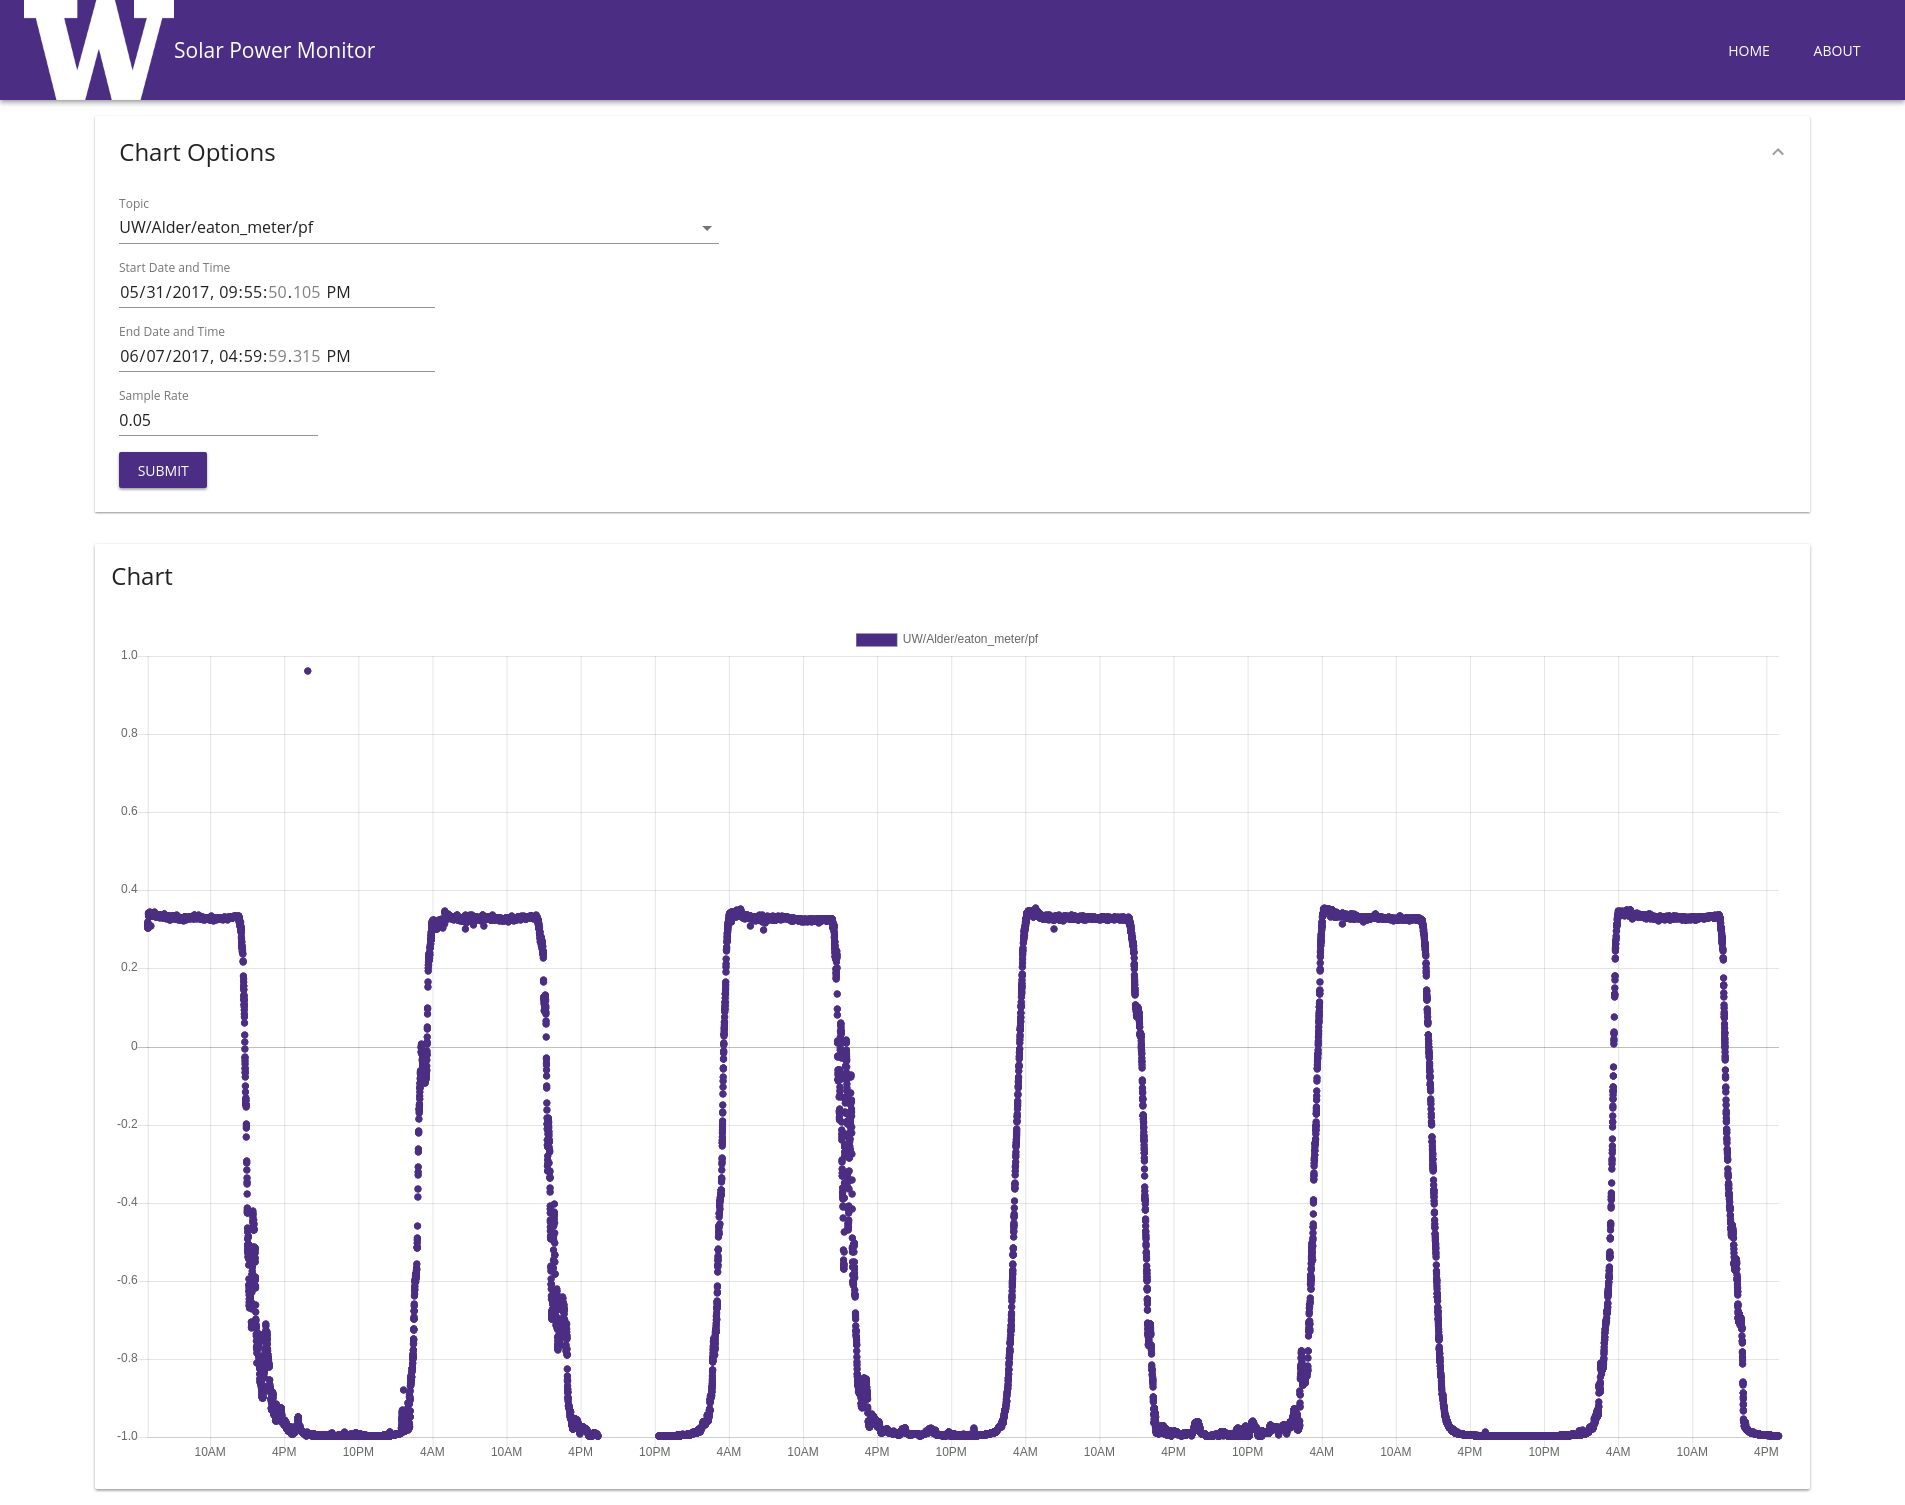 W
Solar Power Monitor
HOME
ABOUT
Chart Options
Topic
UW/Alder/eaton_meter/pf
Start Date and Time
05/31/2017, 09:55:50.105 PM
End Date and Time
06/07/2017, 04:59:59.315 PM
Sample Rate
0.05
SUBMIT
Chart
UW/Alder/eaton_meter/pf
1.0
0.8
0.6
0.4
0.2
0
-0.2
-0.4
-0.6
-0.8
-1.0
10AM 4PM 10PM 4AM 10AM 4PM 10PM 4AM 10AM 4PM 10PM 4AM 10AM 4PM 10PM 4AM 10AM 4PM 10PM 4AM 10AM 4PM